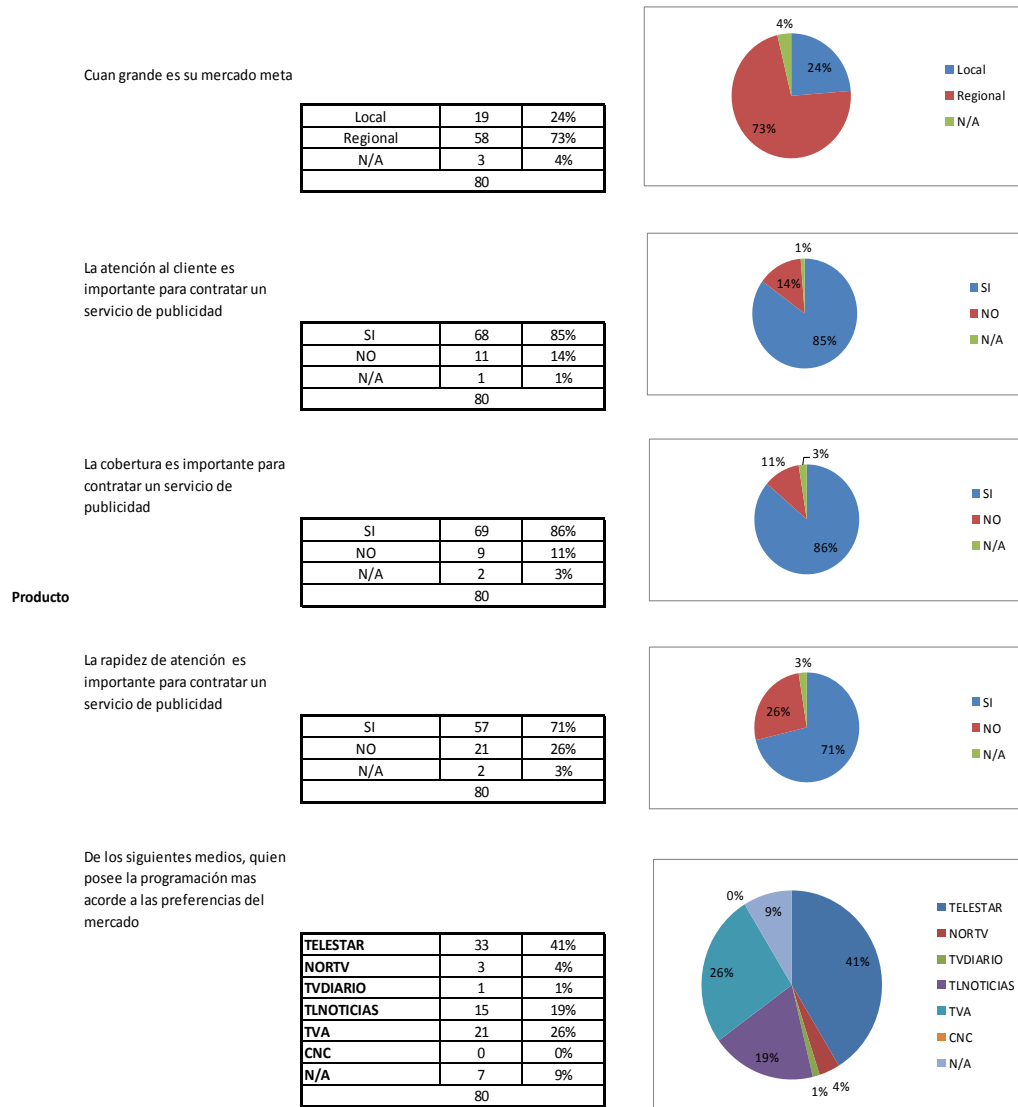 Cuan grande es su mercado meta
Local 19 24%
Regional 58 73%
N/A 3 4%
80
4%
24%
73%
Local
Regional
N/A
La atención al cliente es
importante para contratar un
servicio de publicidad
SI 68 85%
NO 11 14%
N/A 1 1%
80
1%
14%
85%
SI
NO
N/A
La cobertura es importante para
contratar un servicio de
publicidad
SI 69 86%
NO 9 11%
N/A 2 3%
80
3%
11%
86%
SI
NO
N/A
Producto
La rapidez de atención es
importante para contratar un
servicio de publicidad
SI 57 71%
NO 21 26%
N/A 2 3%
80
3%
26%
71%
SI
NO
N/A
De los siguientes medios, quien
posee la programación mas
acorde a las preferencias del
mercado
TELESTAR 33 41%
NORTV 3 4%
TVDIARIO 1 1%
TLNOTICIAS 15 19%
TVA 21 26%
CNC 0 0%
N/A 7 9%
80
0%
9%
41%
26%
19%
1% 4%
TELESTAR
NORTV
TVDIARIO
TLNOTICIAS
TVA
CNC
N/A